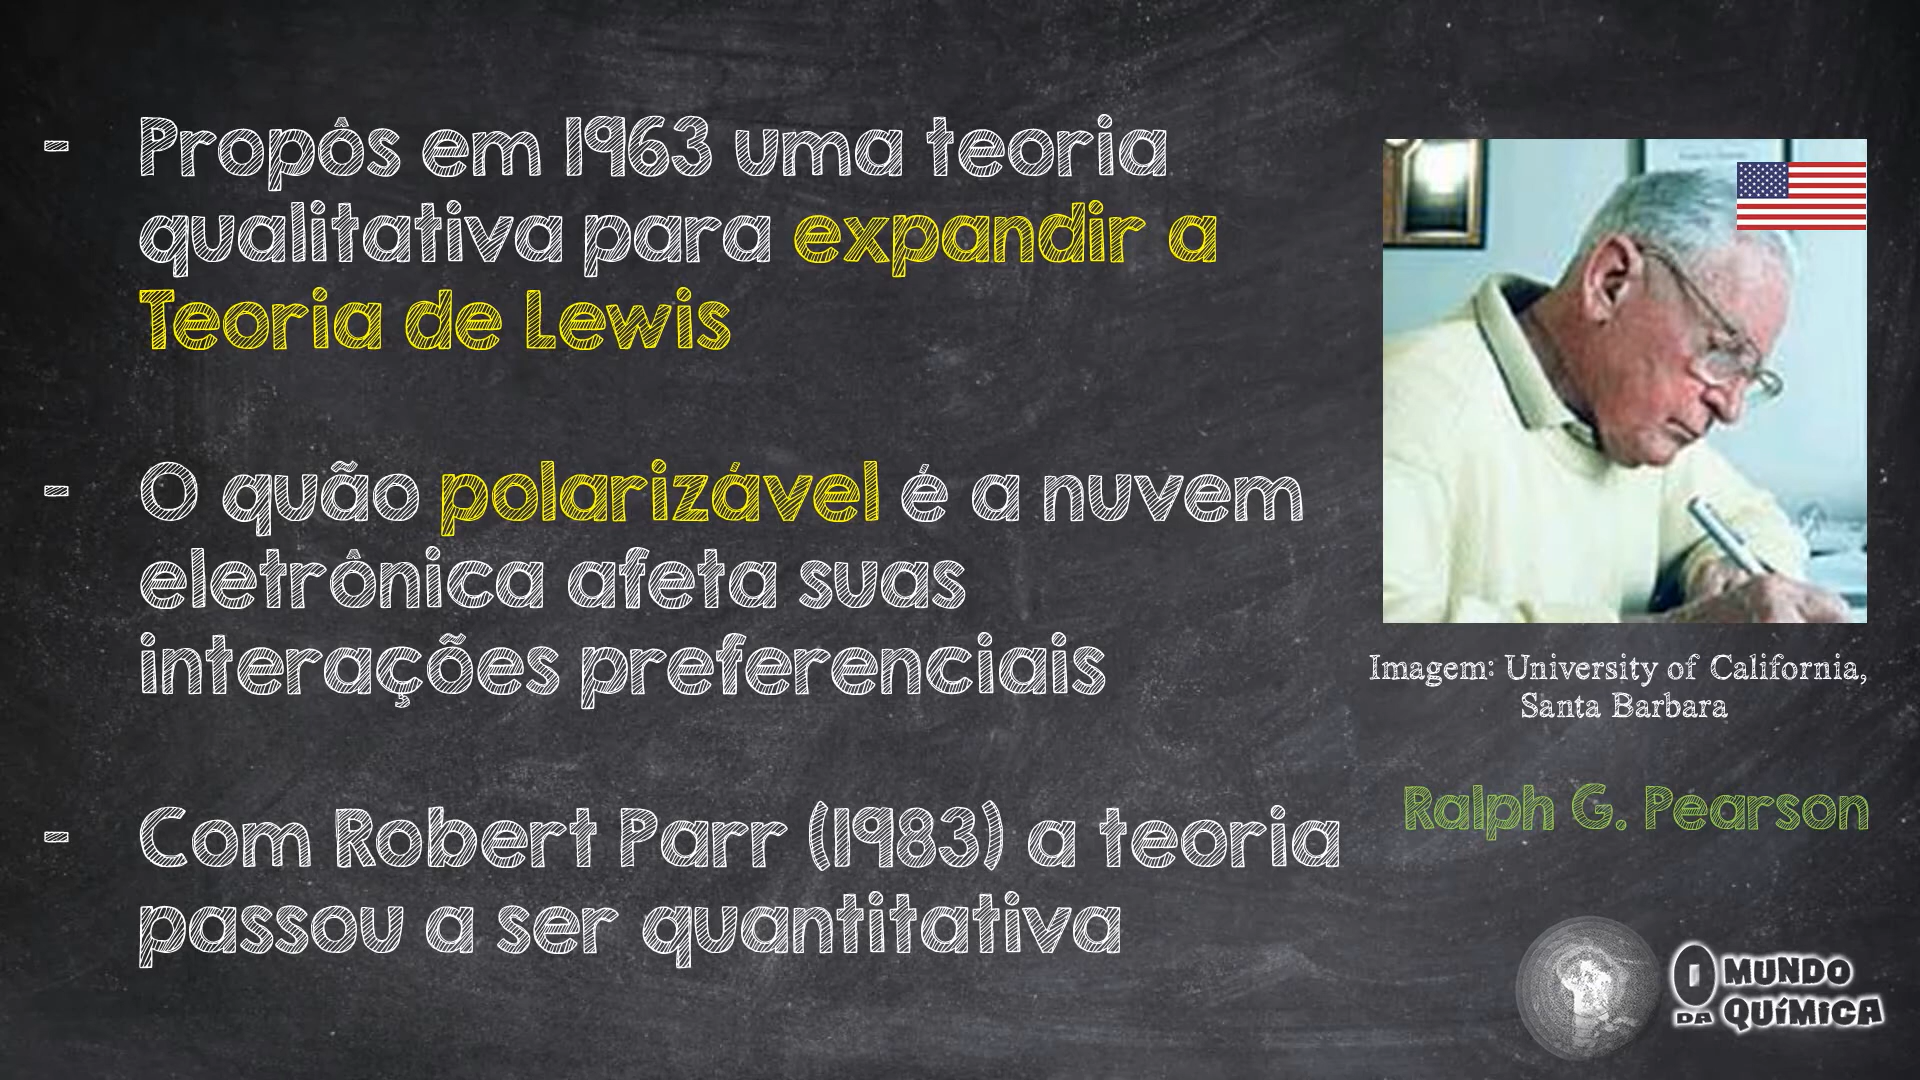 - Propôs em 1963 uma teoria
qualitativa para expandir a
Teoria de Lewis
- O quão polarizável é a nuvem
eletrônica afeta suas
interações preferenciais
- Com Robert Parr (1983) a teoria
passou a ser quantitativa
Imagem: University of California,
Santa Barbara
Ralph G. Pearson
O MUNDO
DA QUÍMICA